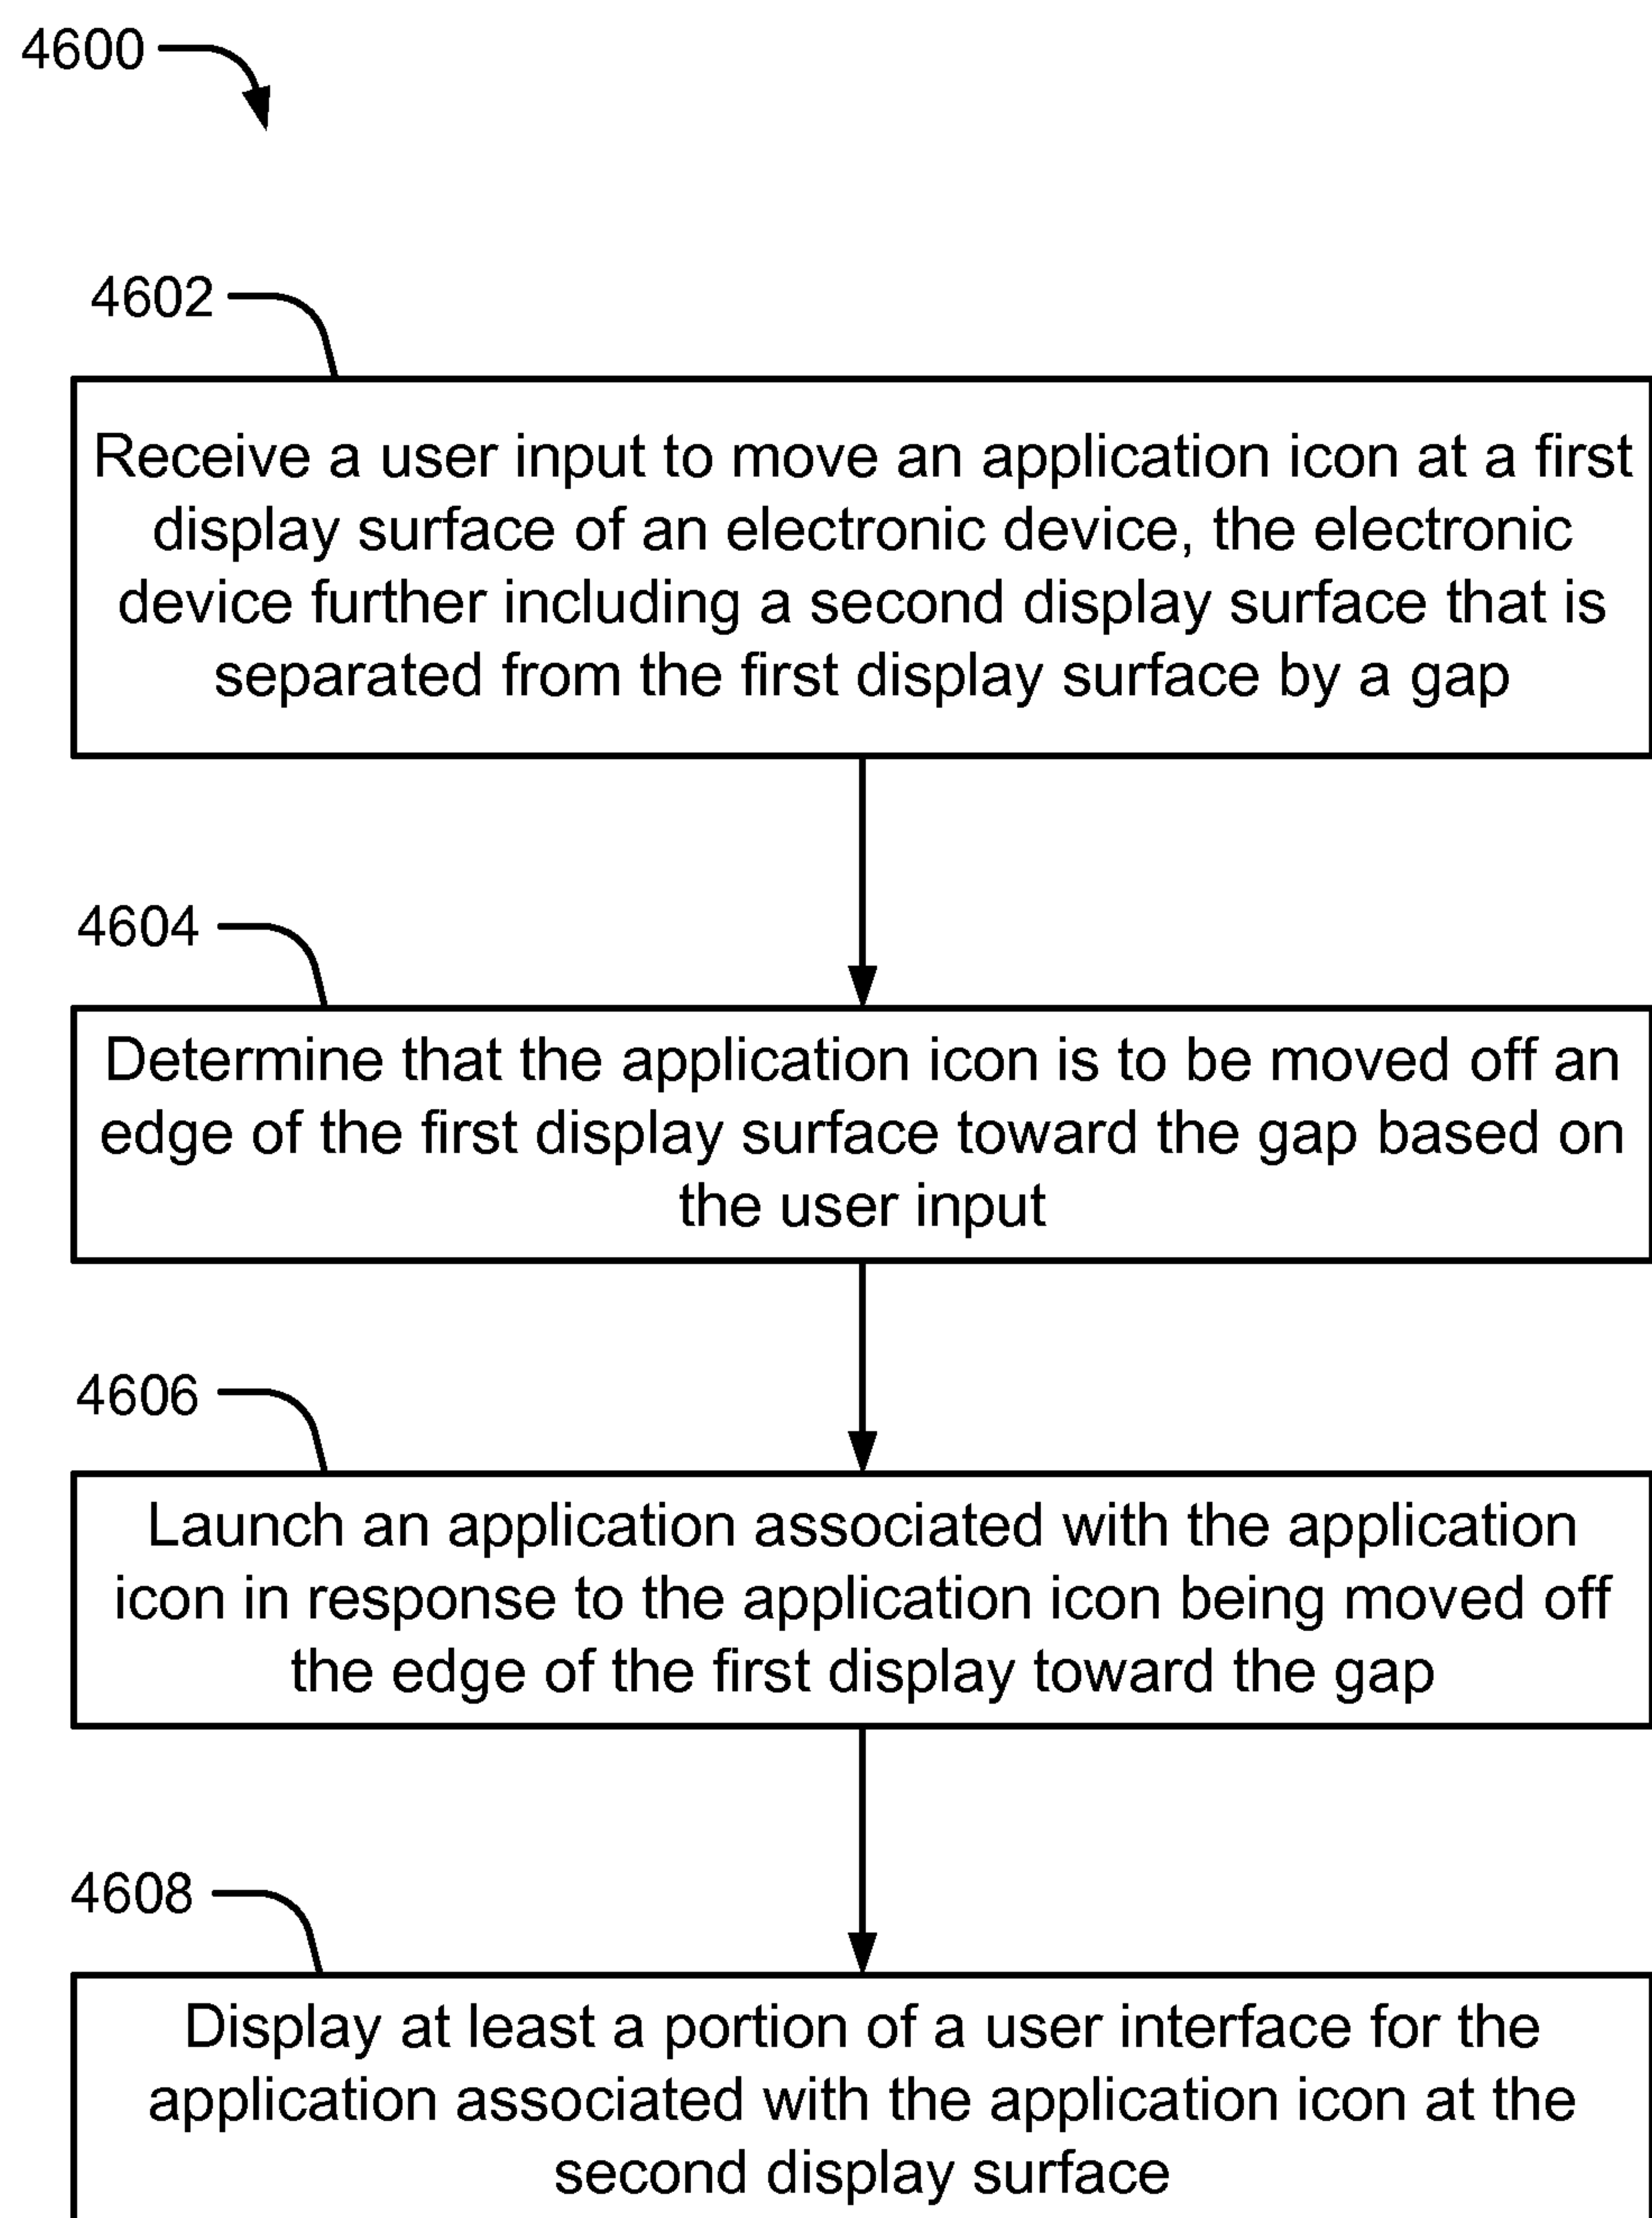 4600
4602
Receive a user input to move an application icon at a first
display surface of an electronic device, the electronic
device further including a second display surface that is
separated from the first display surface by a gap
4604
Determine that the application icon is to be moved off an
edge of the first display surface toward the gap based on
the user input
4606
Launch an application associated with the application
icon in response to the application icon being moved off
the edge of the first display toward the gap
4608
Display at least a portion of a user interface for the
application associated with the application icon at the
second display surface